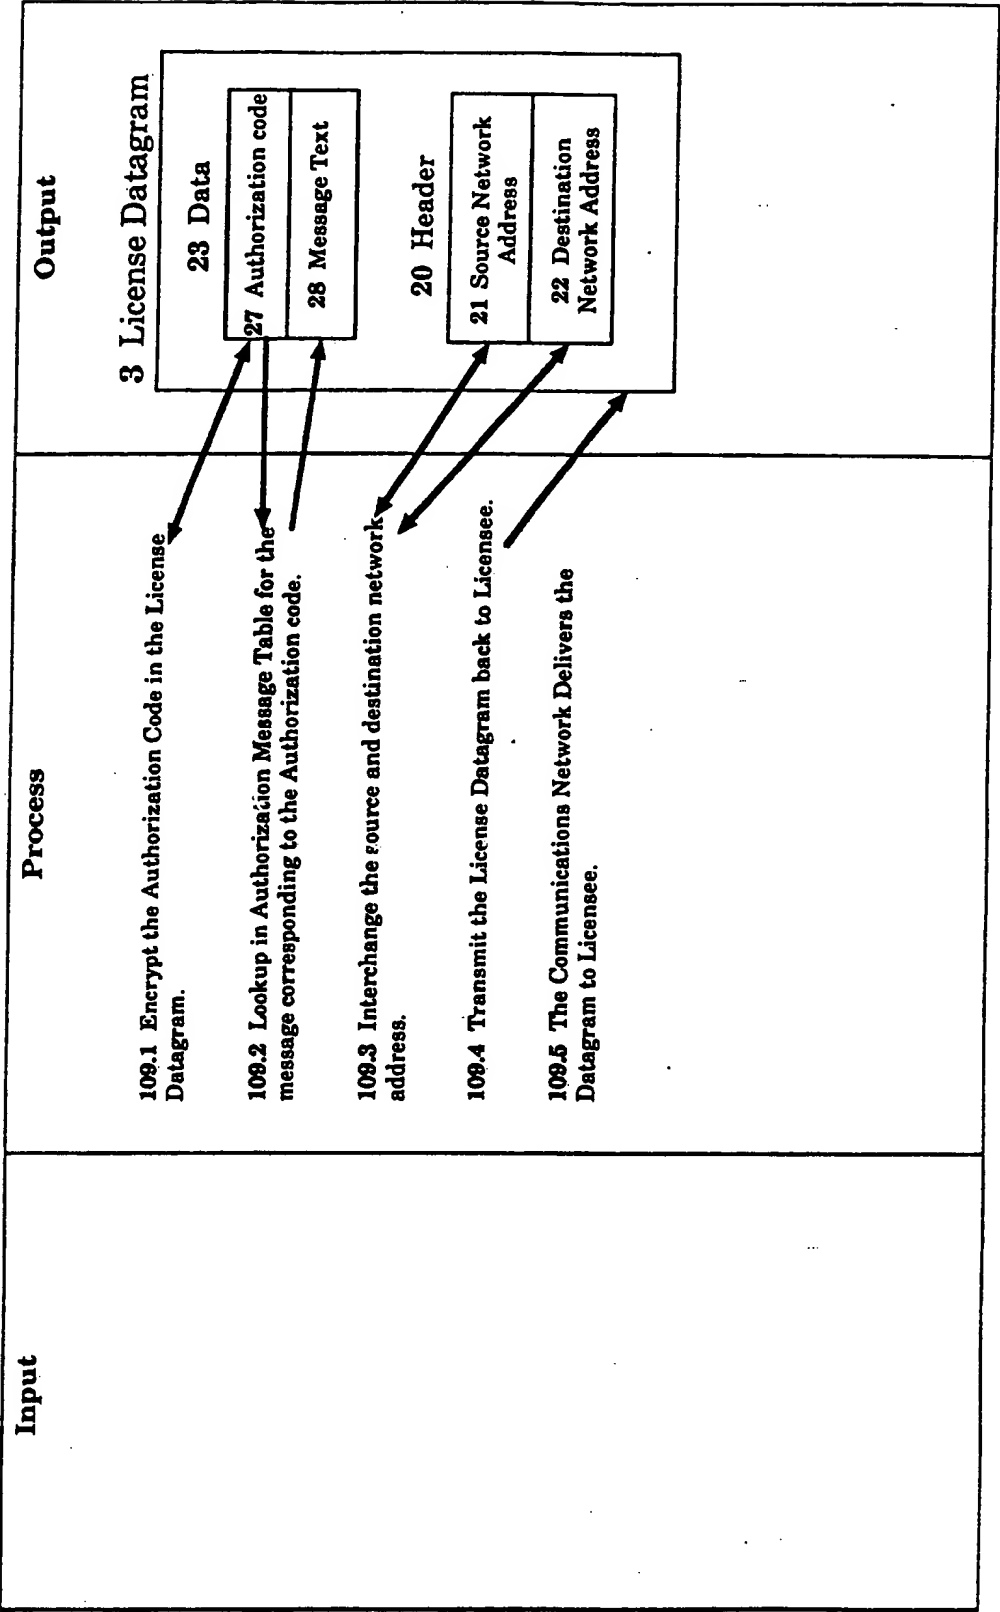 Input
Process
Output
109.1 Encrypt the Authorization Code in the License
Datagram.
109.2 Lookup in Authorization Message Table for the
message corresponding to the Authorization code.
109.3 Interchange the source and destination network
address.
109.4 Transmit the License Datagram back to Licensee.
109.5 The Communications Network Delivers the
Datagram to Licensee.
3 License Datagram
23 Data
27 Authorization code
28 Message Text
20 Header
21 Source Network
Address
22 Destination
Network Address